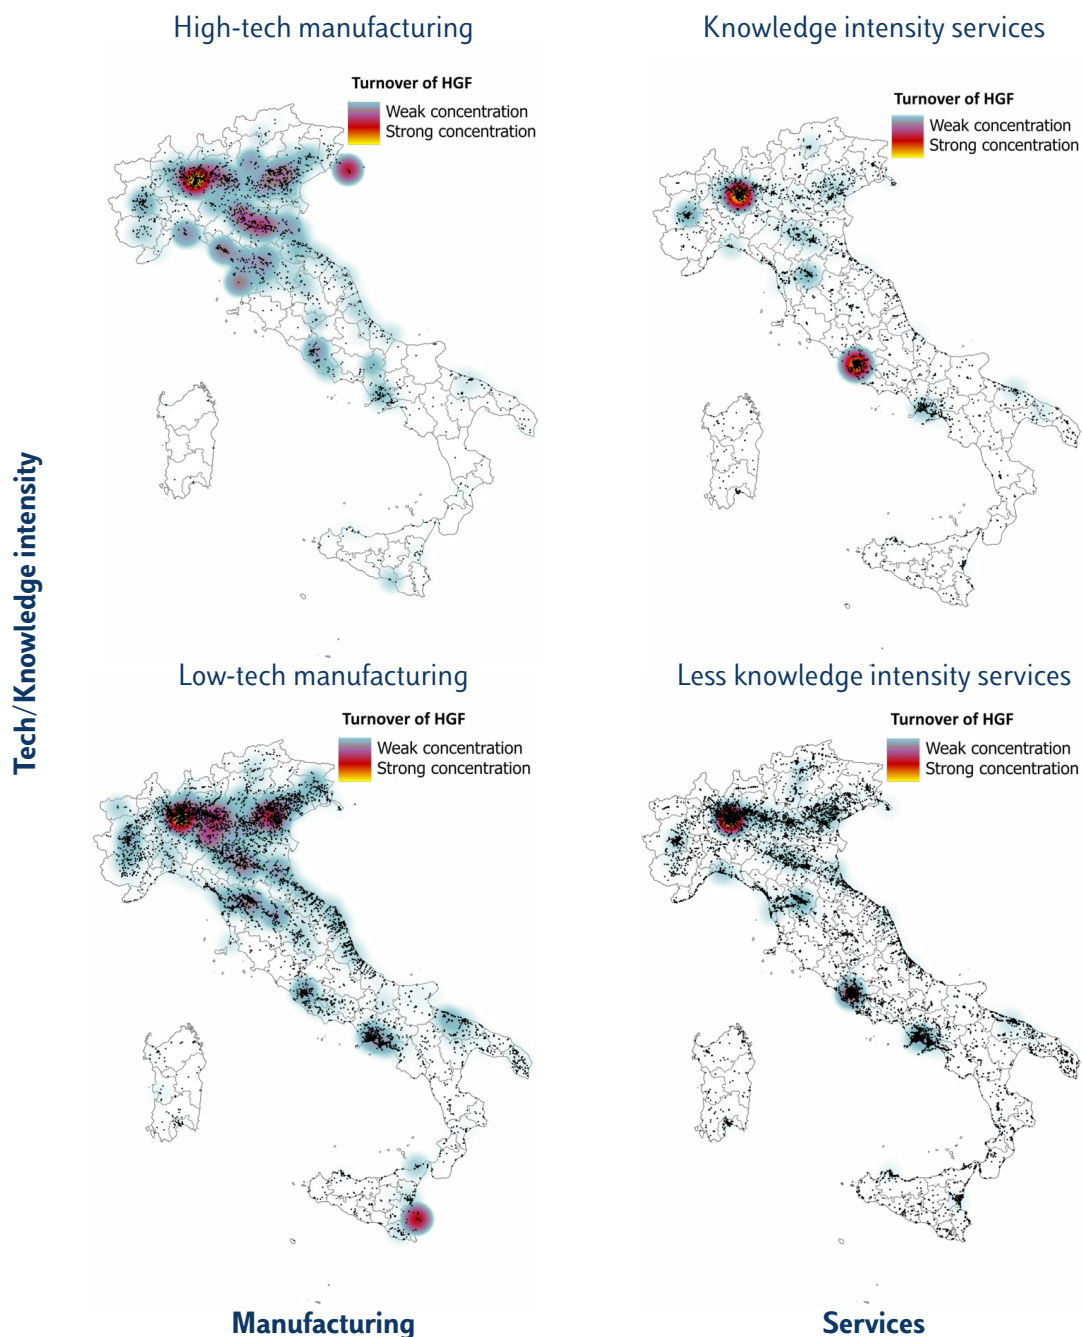 High-tech manufacturing
Knowledge intensity services
Turnover of HGF
Weak concentration
Strong concentration
Turnover of HGF
Weak concentration
Strong concentration
Tech/Knowledge intensity
Low-tech manufacturing
Less knowledge intensity services
Turnover of HGF
Weak concentration
Strong concentration
Turnover of HGF
Weak concentration
Strong concentration
Manufacturing
Services